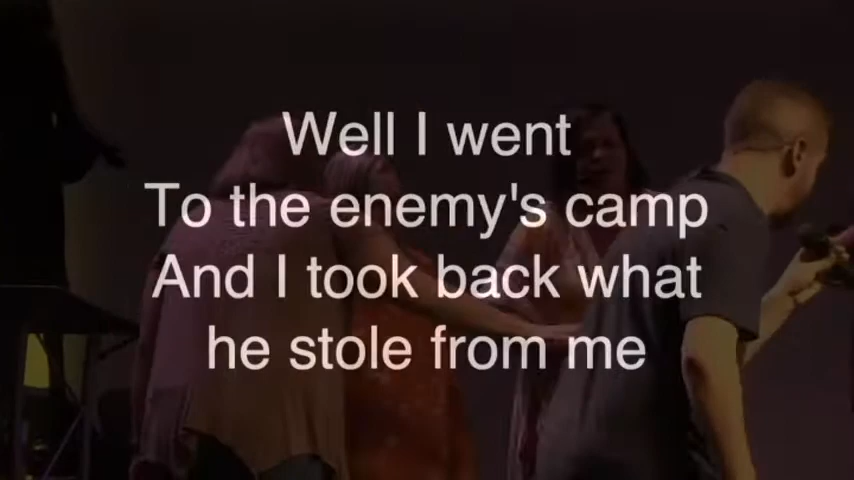 Well I went
To the enemy's camp
And I took back what
he stole from me